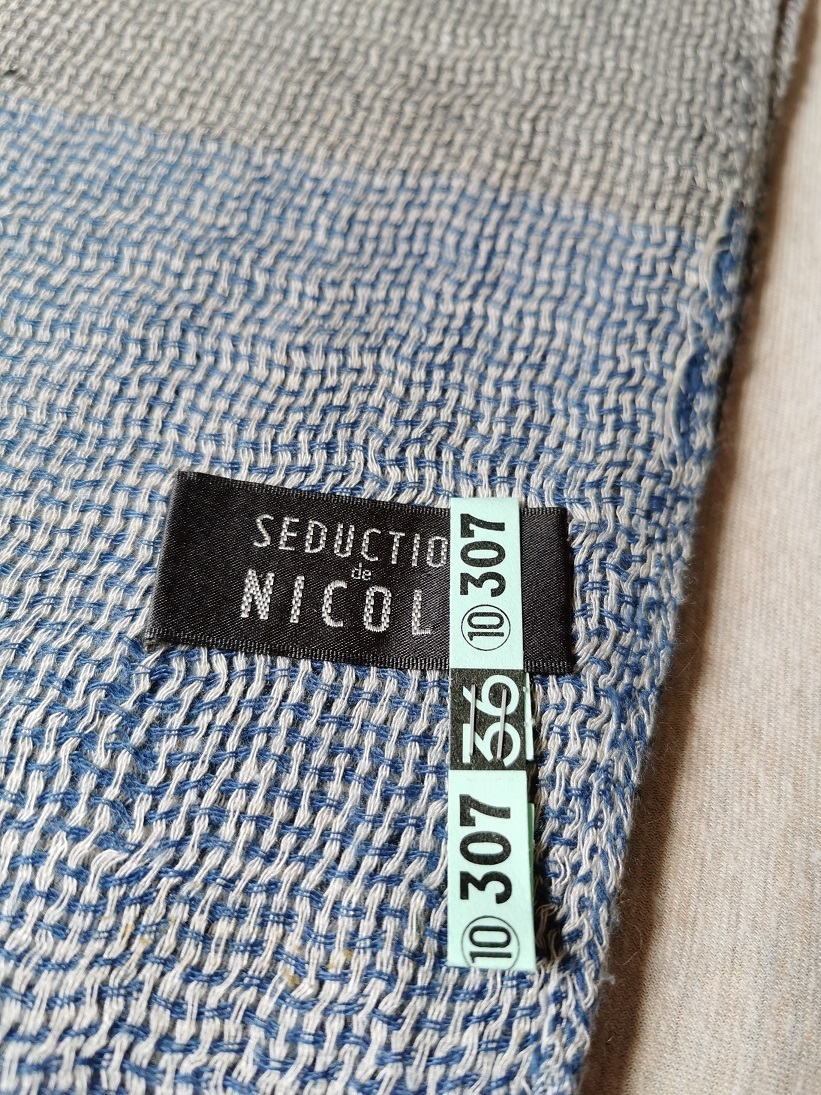 SEDUCTIO
de
NICOL
⑩ 307
36
⑩ 307